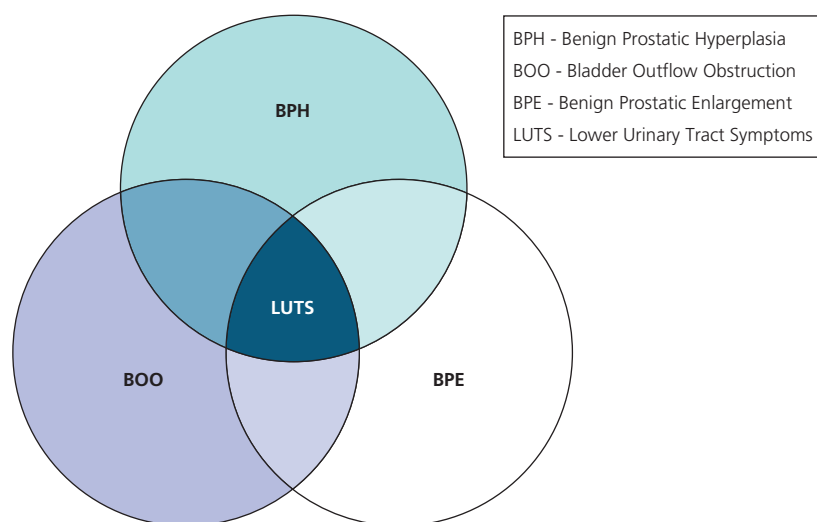 BPH
LUTS
BOO
BPE
BPH - Benign Prostatic Hyperplasia
BOO - Bladder Outflow Obstruction
BPE - Benign Prostatic Enlargement
LUTS - Lower Urinary Tract Symptoms